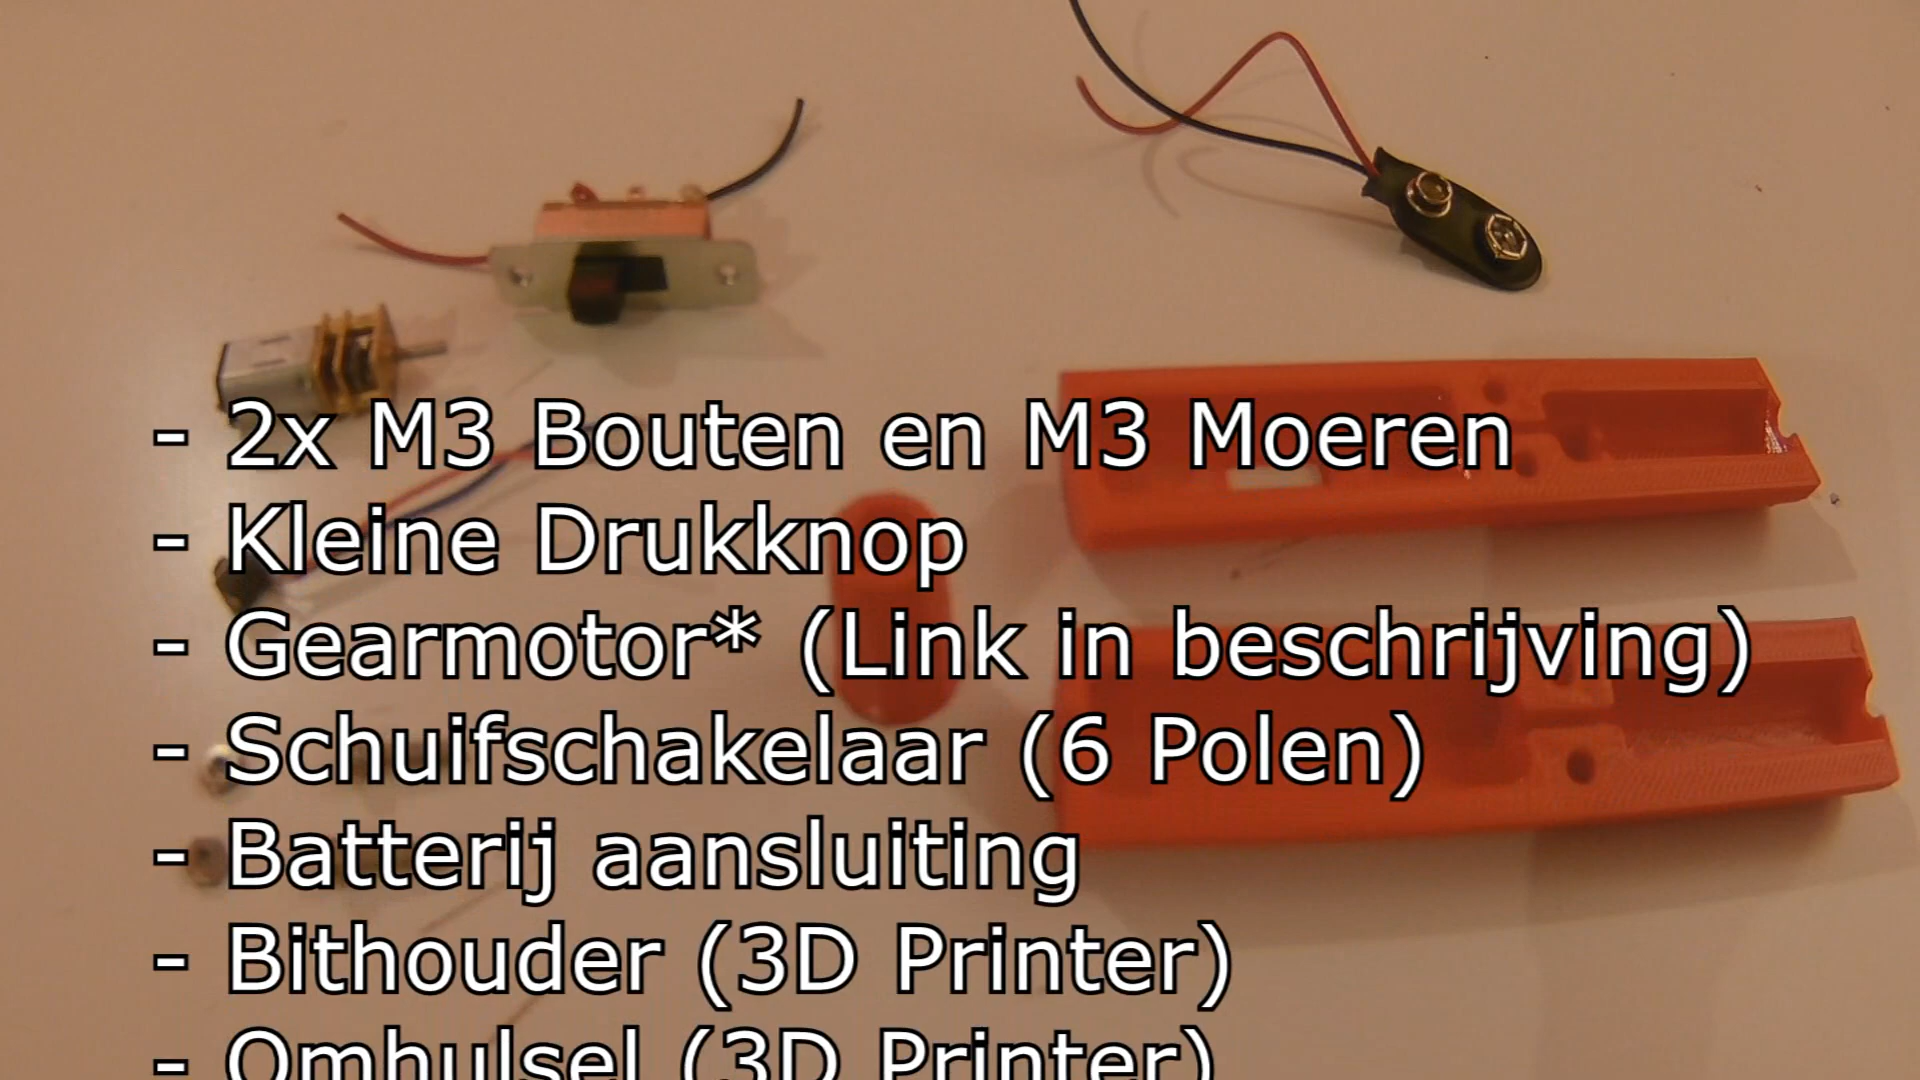 - 2x M3 Bouten en M3 Moeren
- Kleine Drukknop
- Gearmotor* (Link in beschrijving)
- Schuifschakelaar (6 Polen)
- Batterij aansluiting
- Bithouder (3D Printer)
- Omhulsel (3D Printer)